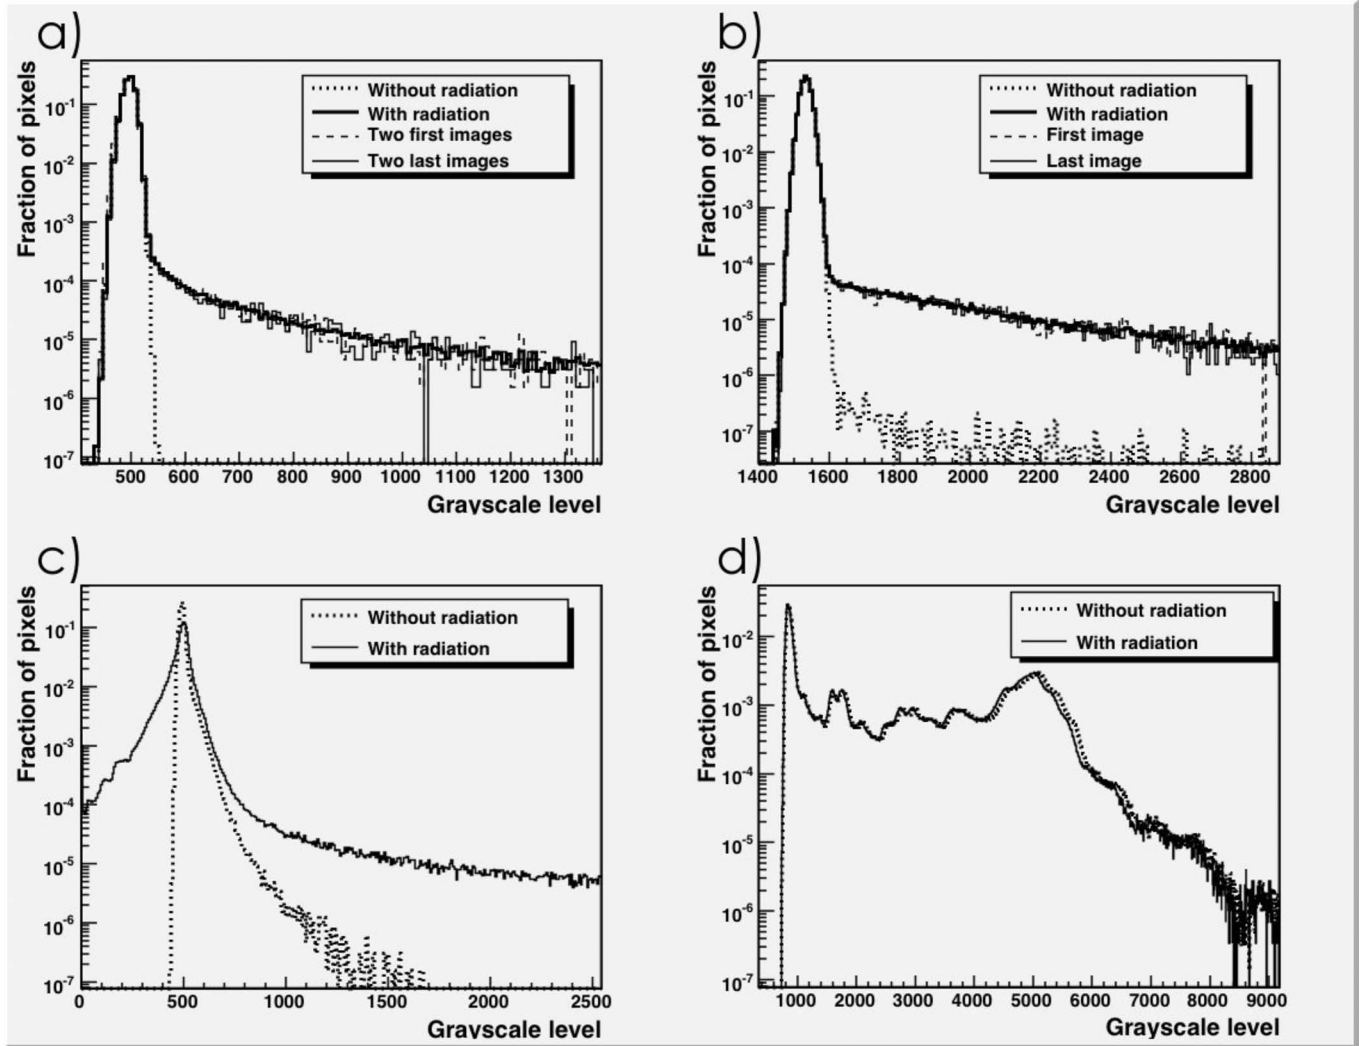 a)
Fraction of pixels
10-1
10-2
10-3
10-4
10-5
10-6
10-7
Without radiation
With radiation
Two first images
Two last images
500 600 700 800 900 1000 1100 1200 1300
Grayscale level
b)
Fraction of pixels
10-1
10-2
10-3
10-4
10-5
10-6
10-7
Without radiation
With radiation
First image
Last image
1400 1600 1800 2000 2200 2400 2600 2800
Grayscale level
c)
Fraction of pixels
10-1
10-2
10-3
10-4
10-5
10-6
10-7
Without radiation
With radiation
0 500 1000 1500 2000 2500
Grayscale level
d)
Fraction of pixels
10-2
10-3
10-4
10-5
10-6
10-7
Without radiation
With radiation
1000 2000 3000 4000 5000 6000 7000 8000 9000
Grayscale level